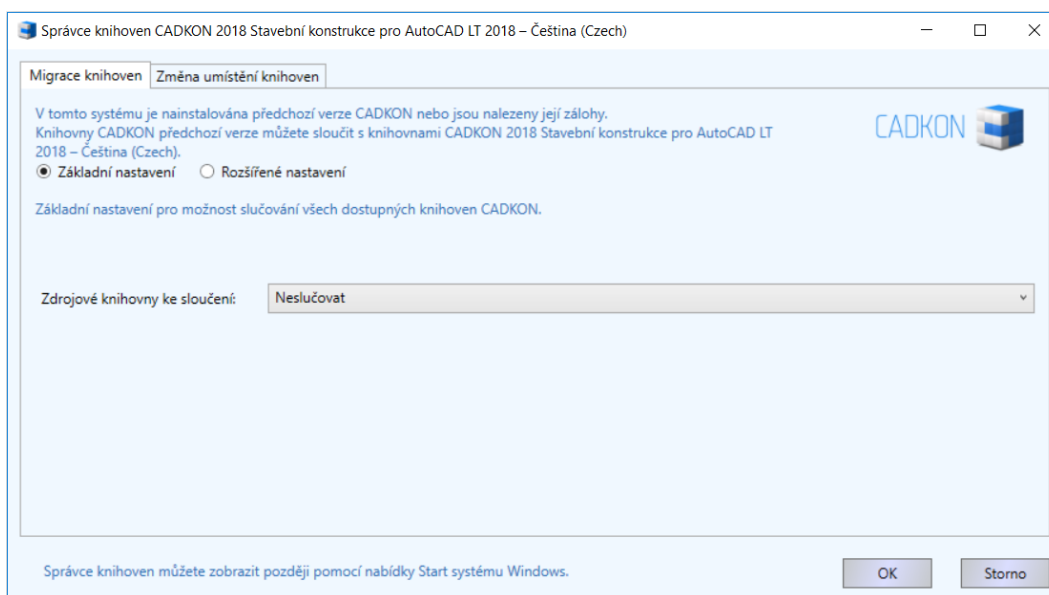 Správce knihoven CADKON 2018 Stavební konstrukce pro AutoCAD LT 2018 – Čeština (Czech)
Migrace knihoven
Změna umístění knihoven
V tomto systému je nainstalována předchozí verze CADKON nebo jsou nalezeny její zálohy.
Knihovny CADKON předchozí verze můžete sloučit s knihovnami CADKON 2018 Stavební konstrukce pro AutoCAD LT
2018 – Čeština (Czech).
CADKON
Základní nastavení
Rozšířené nastavení
Základní nastavení pro možnost slučování všech dostupných knihoven CADKON.
Zdrojové knihovny ke sloučení:
Neslučovat
Správce knihoven můžete zobrazit později pomocí nabídky Start systému Windows.
OK
Storno